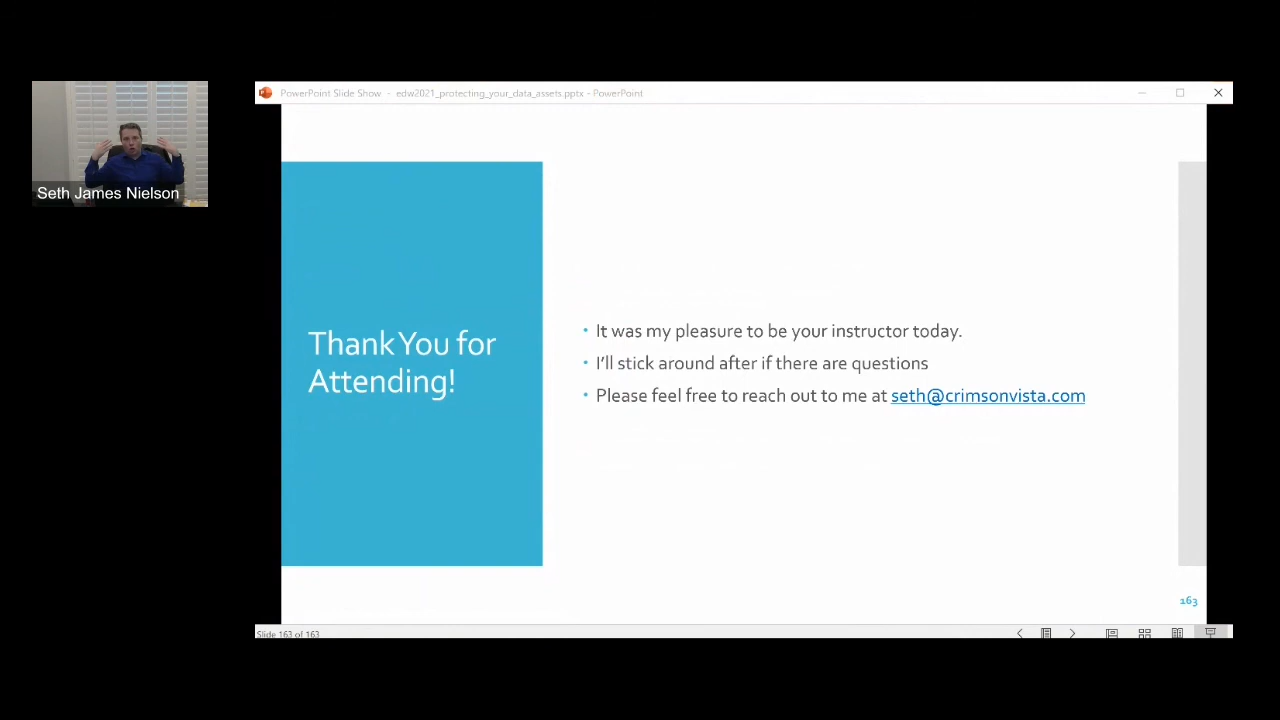 PowerPoint Slide Show - edw2021_protecting_your_data_assets.pptx - PowerPoint
Seth James Nielson
Thank You for
Attending!
• It was my pleasure to be your instructor today.
• I'll stick around after if there are questions
• Please feel free to reach out to me at seth@crimsonvista.com
163
Slide 163 of 163